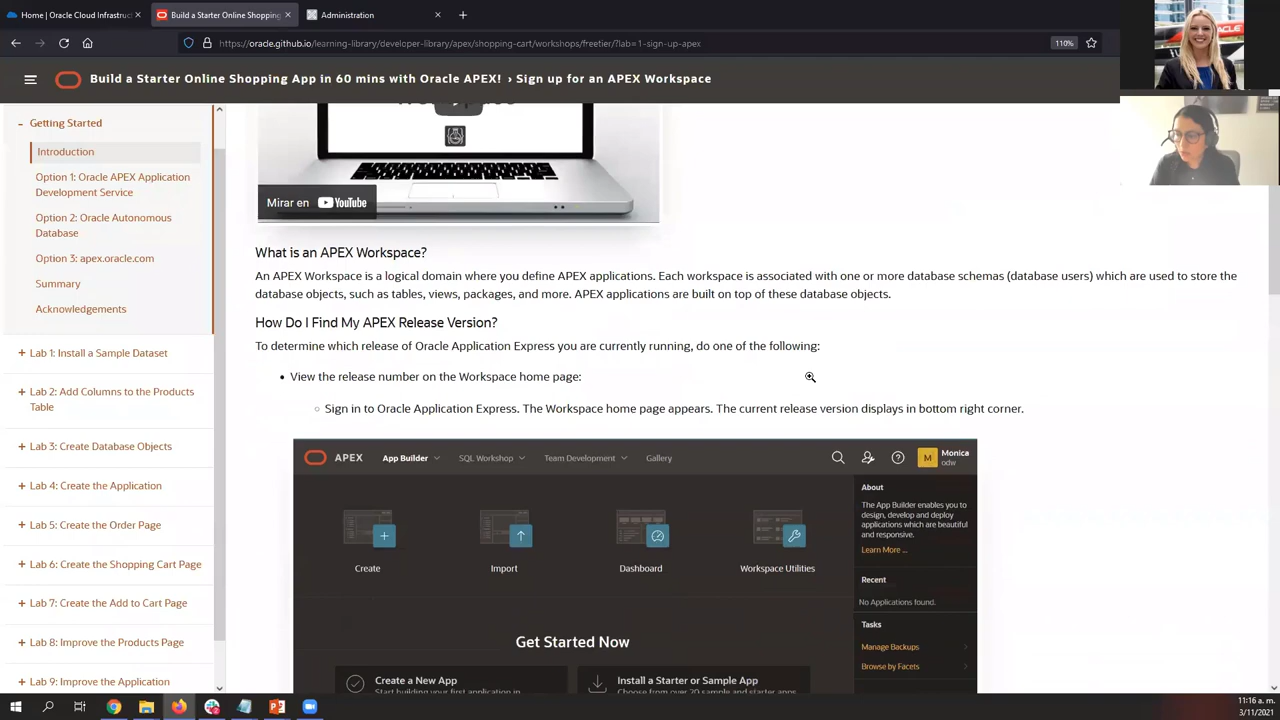 Home | Oracle Cloud Infrastruct
Build a Starter Online Shopping
Administration
https://oracle.github.io/learning-library/developer-library/apex/shopping-cart/workshops/freetier/?lab=1-sign-up-apex
110%
Build a Starter Online Shopping App in 60 mins with Oracle APEX! › Sign up for an APEX Workspace
- Getting Started
Introduction
Option 1: Oracle APEX Application
Development Service
Option 2: Oracle Autonomous
Database
Option 3: apex.oracle.com
Summary
Acknowledgements
+ Lab 1: Install a Sample Dataset
+ Lab 2: Add Columns to the Products
Table
+ Lab 3: Create Database Objects
+ Lab 4: Create the Application
+ Lab 5: Create the Order Page
+ Lab 6: Create the Shopping Cart Page
+ Lab 7: Create the Add to Cart Page
+ Lab 8: Improve the Products Page
+ Lab 9: Improve the Application
Mirar en YouTube
What is an APEX Workspace?
An APEX Workspace is a logical domain where you define APEX applications. Each workspace is associated with one or more database schemas (database users) which are used to store the
database objects, such as tables, views, packages, and more. APEX applications are built on top of these database objects.
How Do I Find My APEX Release Version?
To determine which release of Oracle Application Express you are currently running, do one of the following:
• View the release number on the Workspace home page:
○ Sign in to Oracle Application Express. The Workspace home page appears. The current release version displays in bottom right corner.
APEX App Builder SQL Workshop Team Development Gallery
M Monica
odw
Create
Import
Dashboard
Workspace Utilities
About
The App Builder enables you to
design, develop and deploy
applications which are beautiful
and responsive.
Learn More ...
Recent
No Applications found.
Tasks
Manage Backups
Browse by Facets
Get Started Now
Create a New App
Start building your first application in
Install a Starter or Sample App
Choose from over 20 sample and starter apps
11:16 a. m.
3/11/2021